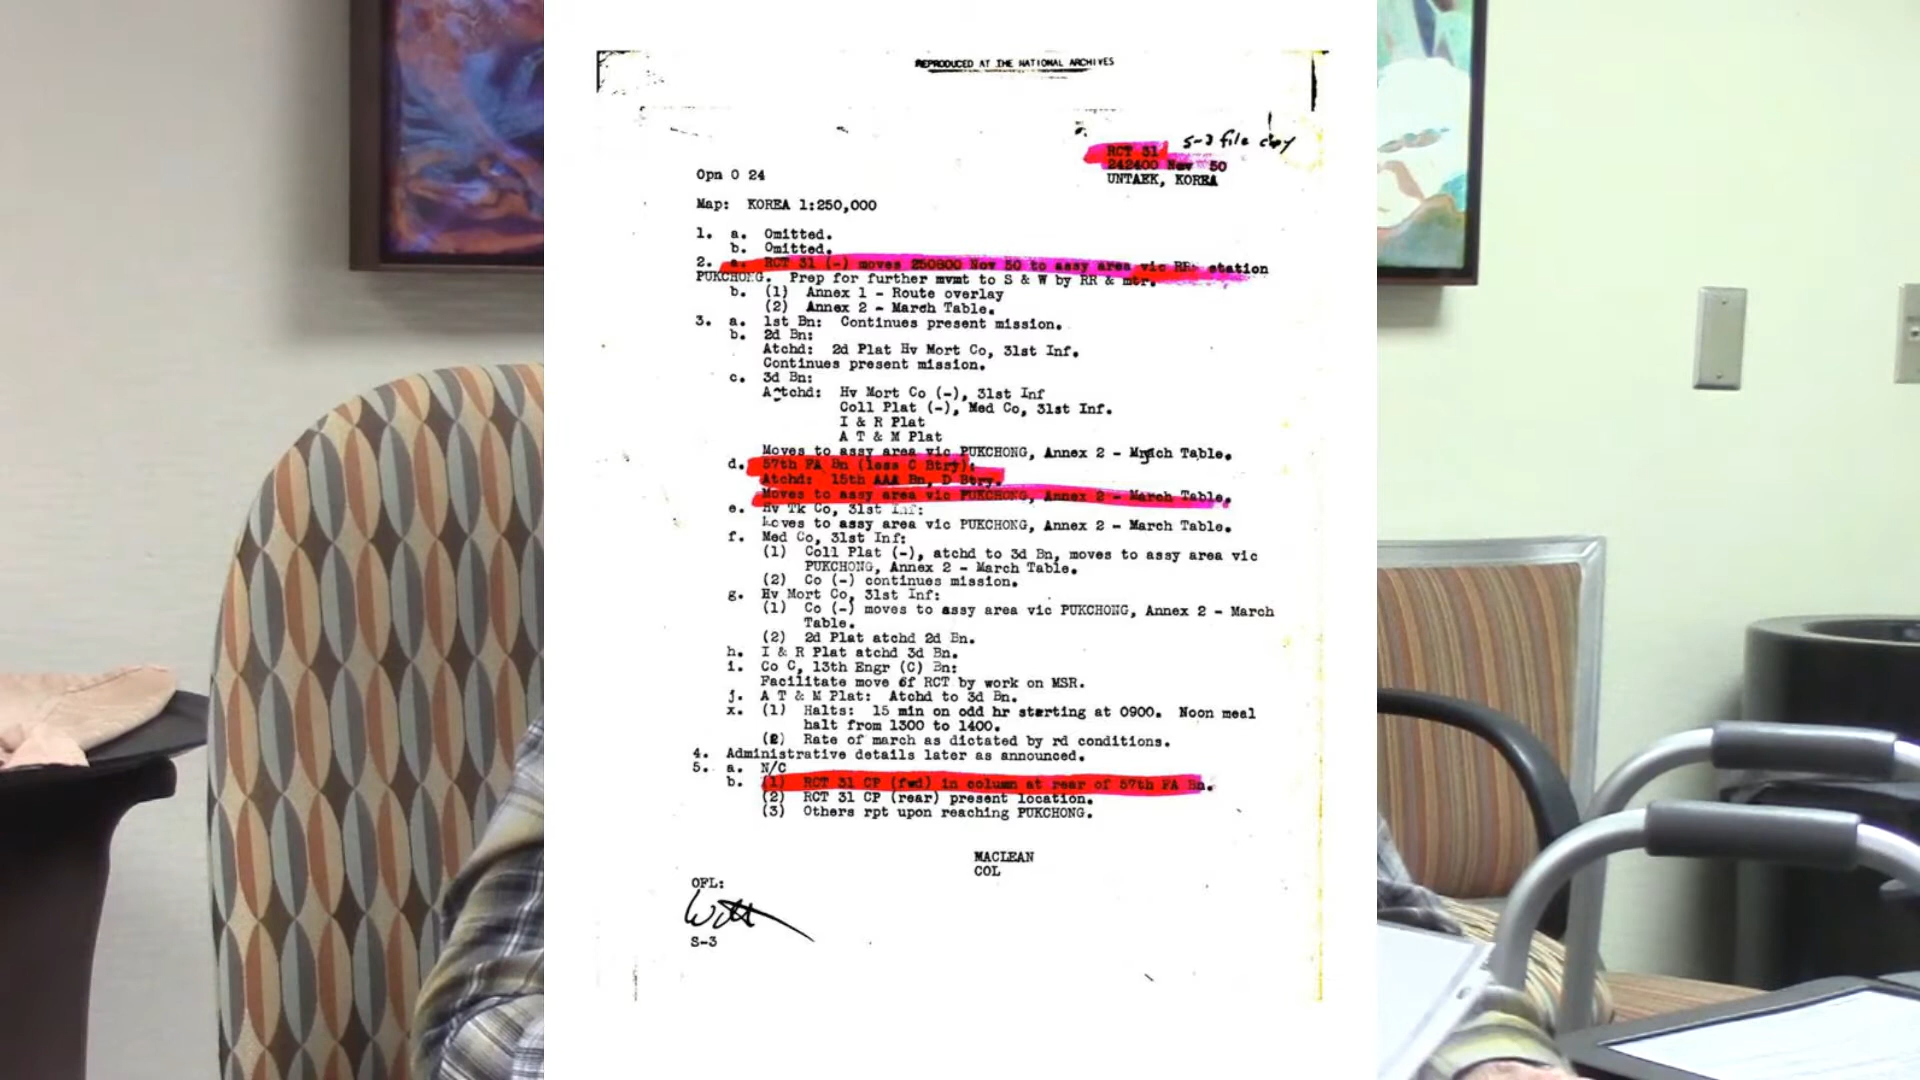 REPRODUCED AT THE NATIONAL ARCHIVES
S-3 file copy
RCT 31
242400 Nov 50
UNTAEK, KOREA
Opn O 24
Map: KOREA 1:250,000
1. a. Omitted.
b. Omitted.
2. a. RCT 31 (-) moves 250800 Nov 50 to assy area vic RR station
PUKCHONG. Prep for further mvmt to S & W by RR & mtr.
b. (1) Annex 1 - Route overlay
(2) Annex 2 - March Table.
3. a. 1st Bn: Continues present mission.
b. 2d Bn:
Atchd: 2d Plat Hv Mort Co, 31st Inf.
Continues present mission.
c. 3d Bn:
Atchd: Hv Mort Co (-), 31st Inf
Coll Plat (-), Med Co, 31st Inf.
I & R Plat
A T & M Plat
Moves to assy area vic PUKCHONG, Annex 2 - March Table.
d. 57th FA Bn (less C Btry):
Atchd: 15th AAA Bn, D Btry.
Moves to assy area vic PUKCHONG, Annex 2 - March Table.
e. Hv Tk Co, 31st Inf:
Moves to assy area vic PUKCHONG, Annex 2 - March Table.
f. Med Co, 31st Inf:
(1) Coll Plat (-), atchd to 3d Bn, moves to assy area vic
PUKCHONG, Annex 2 - March Table.
(2) Co (-) continues mission.
g. Hv Mort Co, 31st Inf:
(1) Co (-) moves to assy area vic PUKCHONG, Annex 2 - March
Table.
(2) 2d Plat atchd 2d Bn.
h. I & R Plat atchd 3d Bn.
i. Co C, 13th Engr (C) Bn:
Facilitate move of RCT by work on MSR.
j. A T & M Plat: Atchd to 3d Bn.
x. (1) Halts: 15 min on odd hr starting at 0900. Noon meal
halt from 1300 to 1400.
(2) Rate of march as dictated by rd conditions.
4. Administrative details later as announced.
5. a. N/C
b. (1) RCT 31 CP (fwd) in column at rear of 57th FA Bn.
(2) RCT 31 CP (rear) present location.
(3) Others rpt upon reaching PUKCHONG.
MACLEAN
COL
OFL:
S-3